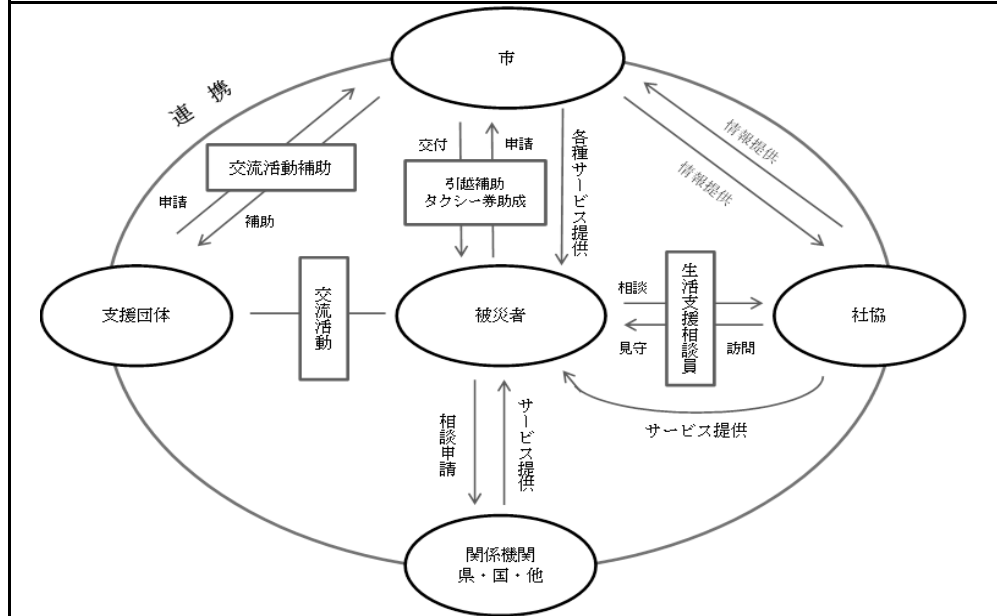 市
連携
交流活動補助
申請
補助
交付
申請
引越補助
タクシー券助成
各種サービス提供
情報提供
情報提供
支援団体
交流活動
被災者
相談
生活支援相談員
見守
訪問
社協
サービス提供
相談申請
サービス提供
関係機関
県・国・他